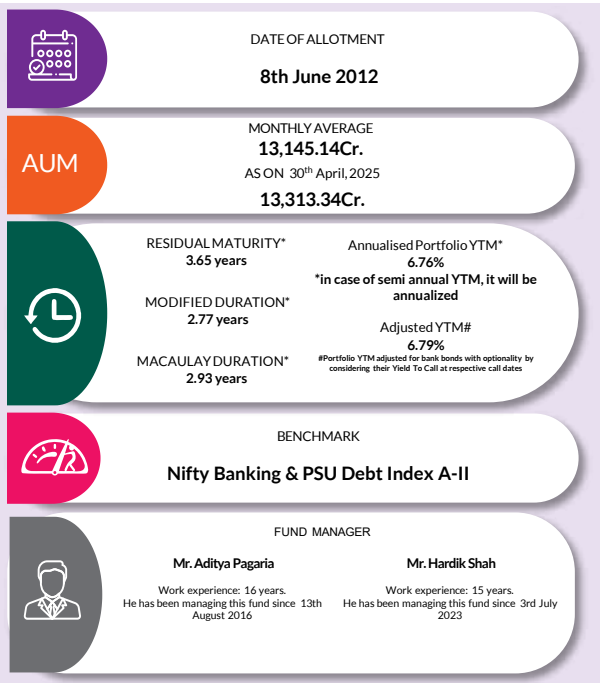 DATE OF ALLOTMENT
8th June 2012
AUM
MONTHLY AVERAGE
13,145.14Cr.
AS ON 30th April, 2025
13,313.34Cr.
RESIDUAL MATURITY*
3.65 years
MODIFIED DURATION*
2.77 years
MACAULAY DURATION*
2.93 years
Annualised Portfolio YTM*
6.76%
*in case of semi annual YTM, it will be
annualized
Adjusted YTM#
6.79%
#Portfolio YTM adjusted for bank bonds with optionality by
considering their Yield To Call at respective call dates
BENCHMARK
Nifty Banking & PSU Debt Index A-II
FUND MANAGER
Mr. Aditya Pagaria
Work experience: 16 years.
He has been managing this fund since 13th
August 2016
Mr. Hardik Shah
Work experience: 15 years.
He has been managing this fund since 3rd July
2023